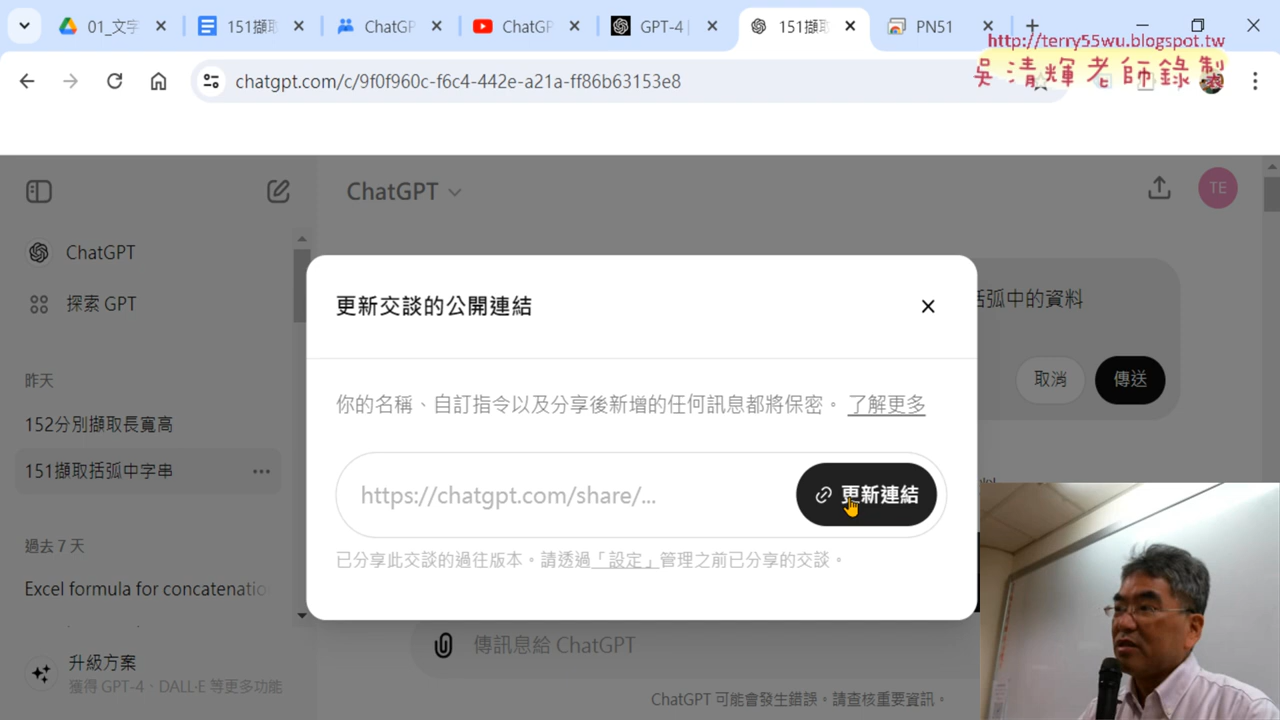 01_文字
151擷取
ChatGP
ChatGP
GPT-4 |
151擷取
PN51
http://terry55wu.blogspot.tw
吳清輝老師錄製
chatgpt.com/c/9f0f960c-f6c4-442e-a21a-ff86b63153e8
ChatGPT
TE
ChatGPT
探索 GPT
昨天
152分別擷取長寬高
151擷取括弧中字串
過去 7 天
Excel formula for concatenatio
升級方案
獲得 GPT-4、DALL·E 等更多功能
括弧中的資料
取消
傳送
更新交談的公開連結
你的名稱、自訂指令以及分享後新增的任何訊息都將保密。 了解更多
https://chatgpt.com/share/...
更新連結
已分享此交談的過往版本。請透過「設定」管理之前已分享的交談。
傳訊息給 ChatGPT
ChatGPT 可能會發生錯誤。請查核重要資訊。